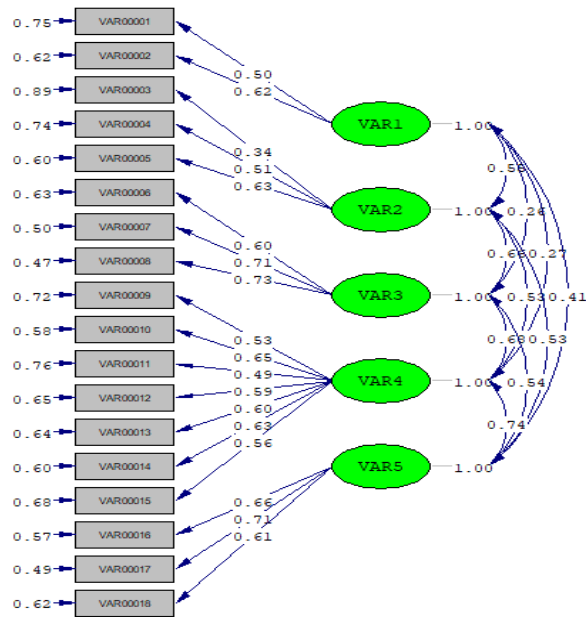 0.75 VAR00001
0.62 VAR00002
0.89 VAR00003
0.74 VAR00004
0.60 VAR00005
0.63 VAR00006
0.50 VAR00007
0.47 VAR00008
0.72 VAR00009
0.58 VAR00010
0.76 VAR00011
0.65 VAR00012
0.64 VAR00013
0.60 VAR00014
0.68 VAR00015
0.57 VAR00016
0.49 VAR00017
0.62 VAR00018
0.50
0.62
0.34
0.51
0.63
0.60
0.71
0.73
0.53
0.65
0.49
0.59
0.60
0.63
0.56
0.66
0.71
0.61
VAR1 1.00
VAR2 1.00
VAR3 1.00
VAR4 1.00
VAR5 1.00
0.26
0.27
0.53 0.41
0.53
0.54
0.74